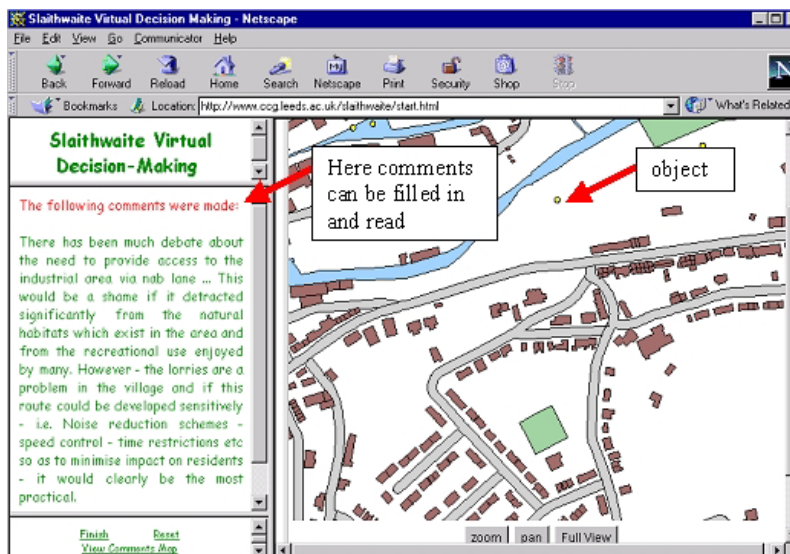 Slaithwaite Virtual Decision Making - Netscape
File Edit View Go Communicator Help
Back Forward Reload Home Search Netscape Print Security Shop Stop
Bookmarks Location: http://www.ccg.leeds.ac.uk/slaithwaite/start.html What's Related
Slaithwaite Virtual
Decision-Making
The following comments were made:
There has been much debate about
the need to provide access to the
industrial area via nab lane ... This
would be a shame if it detracted
significantly from the natural
habitats which exist in the area and
from the recreational use enjoyed
by many. However - the lorries are a
problem in the village and if this
route could be developed sensitively
- i.e. Noise reduction schemes -
speed control - time restrictions etc
so as to minimise impact on residents
- it would clearly be the most
practical.
Finish Reset
View Comments Map
Here comments
can be filled in
and read
object
zoom pan Full View